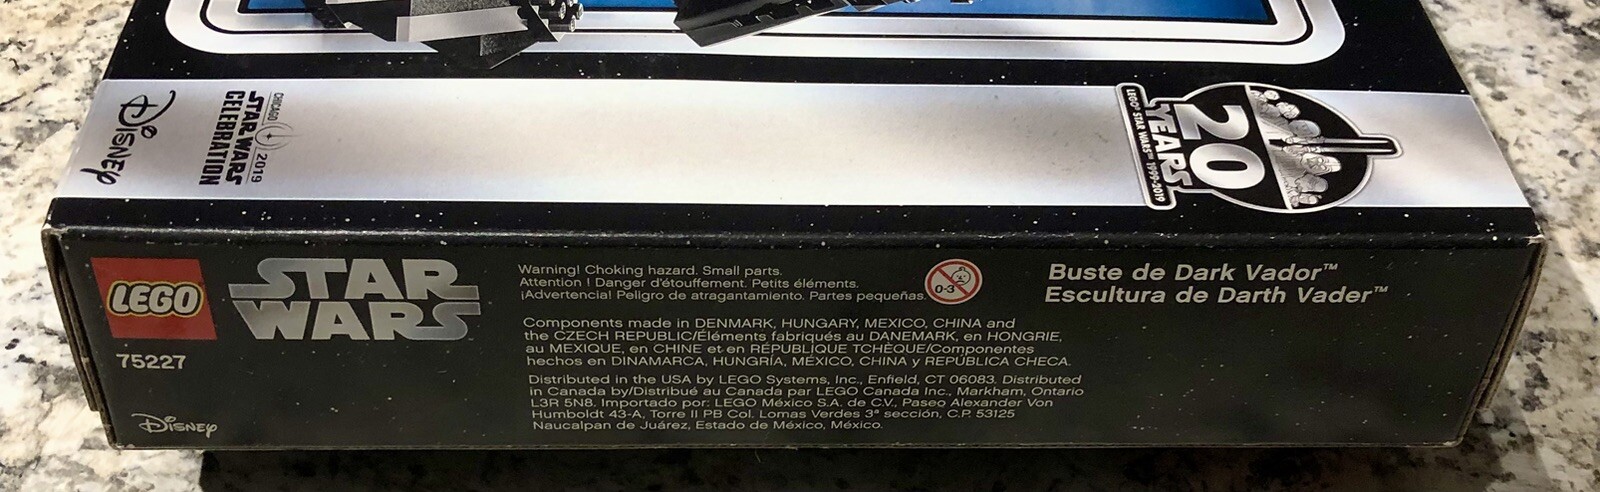 Disney
CHICAGO 2019
STAR WARS
CELEBRATION
20
YEARS
LEGO® STAR WARS™ 1999-2019
LEGO
STAR
WARS
75227
Disney
Warning! Choking hazard. Small parts.
Attention ! Danger d'étouffement. Petits éléments.
¡Advertencia! Peligro de atragantamiento. Partes pequeñas.
0-3
Buste de Dark Vador™
Escultura de Darth Vader™
Components made in DENMARK, HUNGARY, MEXICO, CHINA and
the CZECH REPUBLIC/Éléments fabriqués au DANEMARK, en HONGRIE,
au MEXIQUE, en CHINE et en RÉPUBLIQUE TCHÈQUE/Componentes
hechos en DINAMARCA, HUNGRÍA, MÉXICO, CHINA y REPÚBLICA CHECA.
Distributed in the USA by LEGO Systems, Inc., Enfield, CT 06083. Distributed
in Canada by/Distribué au Canada par LEGO Canada Inc., Markham, Ontario
L3R 5N8. Importado por: LEGO México S.A. de C.V., Paseo Alexander Von
Humboldt 43-A, Torre II PB Col. Lomas Verdes 3ª sección, C.P. 53125
Naucalpan de Juárez, Estado de México, México.